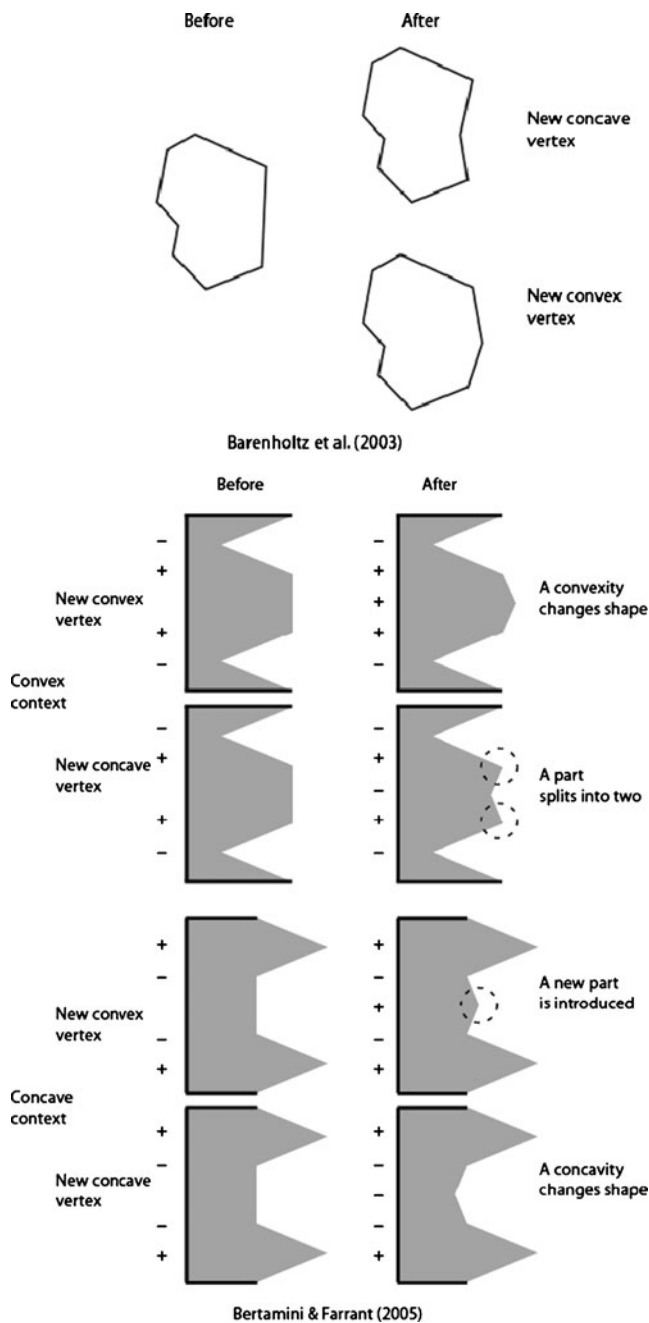 Before
After
New concave
vertex
New convex
vertex
Barenholtz et al. (2003)
Before
After
–
+
+
–
–
+
+
+
–
New convex
vertex
A convexity
changes shape
Convex
context
–
+
+
–
–
+
–
+
–
New concave
vertex
A part
splits into two
+
–
–
+
+
–
+
–
+
New convex
vertex
A new part
is introduced
Concave
context
+
–
–
+
+
–
–
–
+
New concave
vertex
A concavity
changes shape
Bertamini & Farrant (2005)